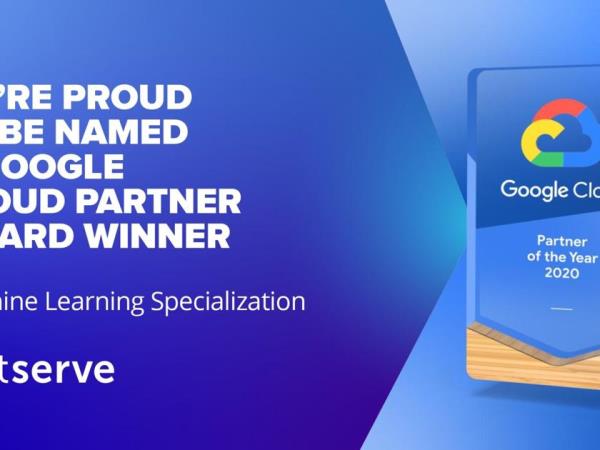 'RE PROUD
BE NAMED
OOGLE
OUD PARTNER
ARD WINNER
ine Learning Specialization
tserve
Google Clo
Partner
of the Year
2020